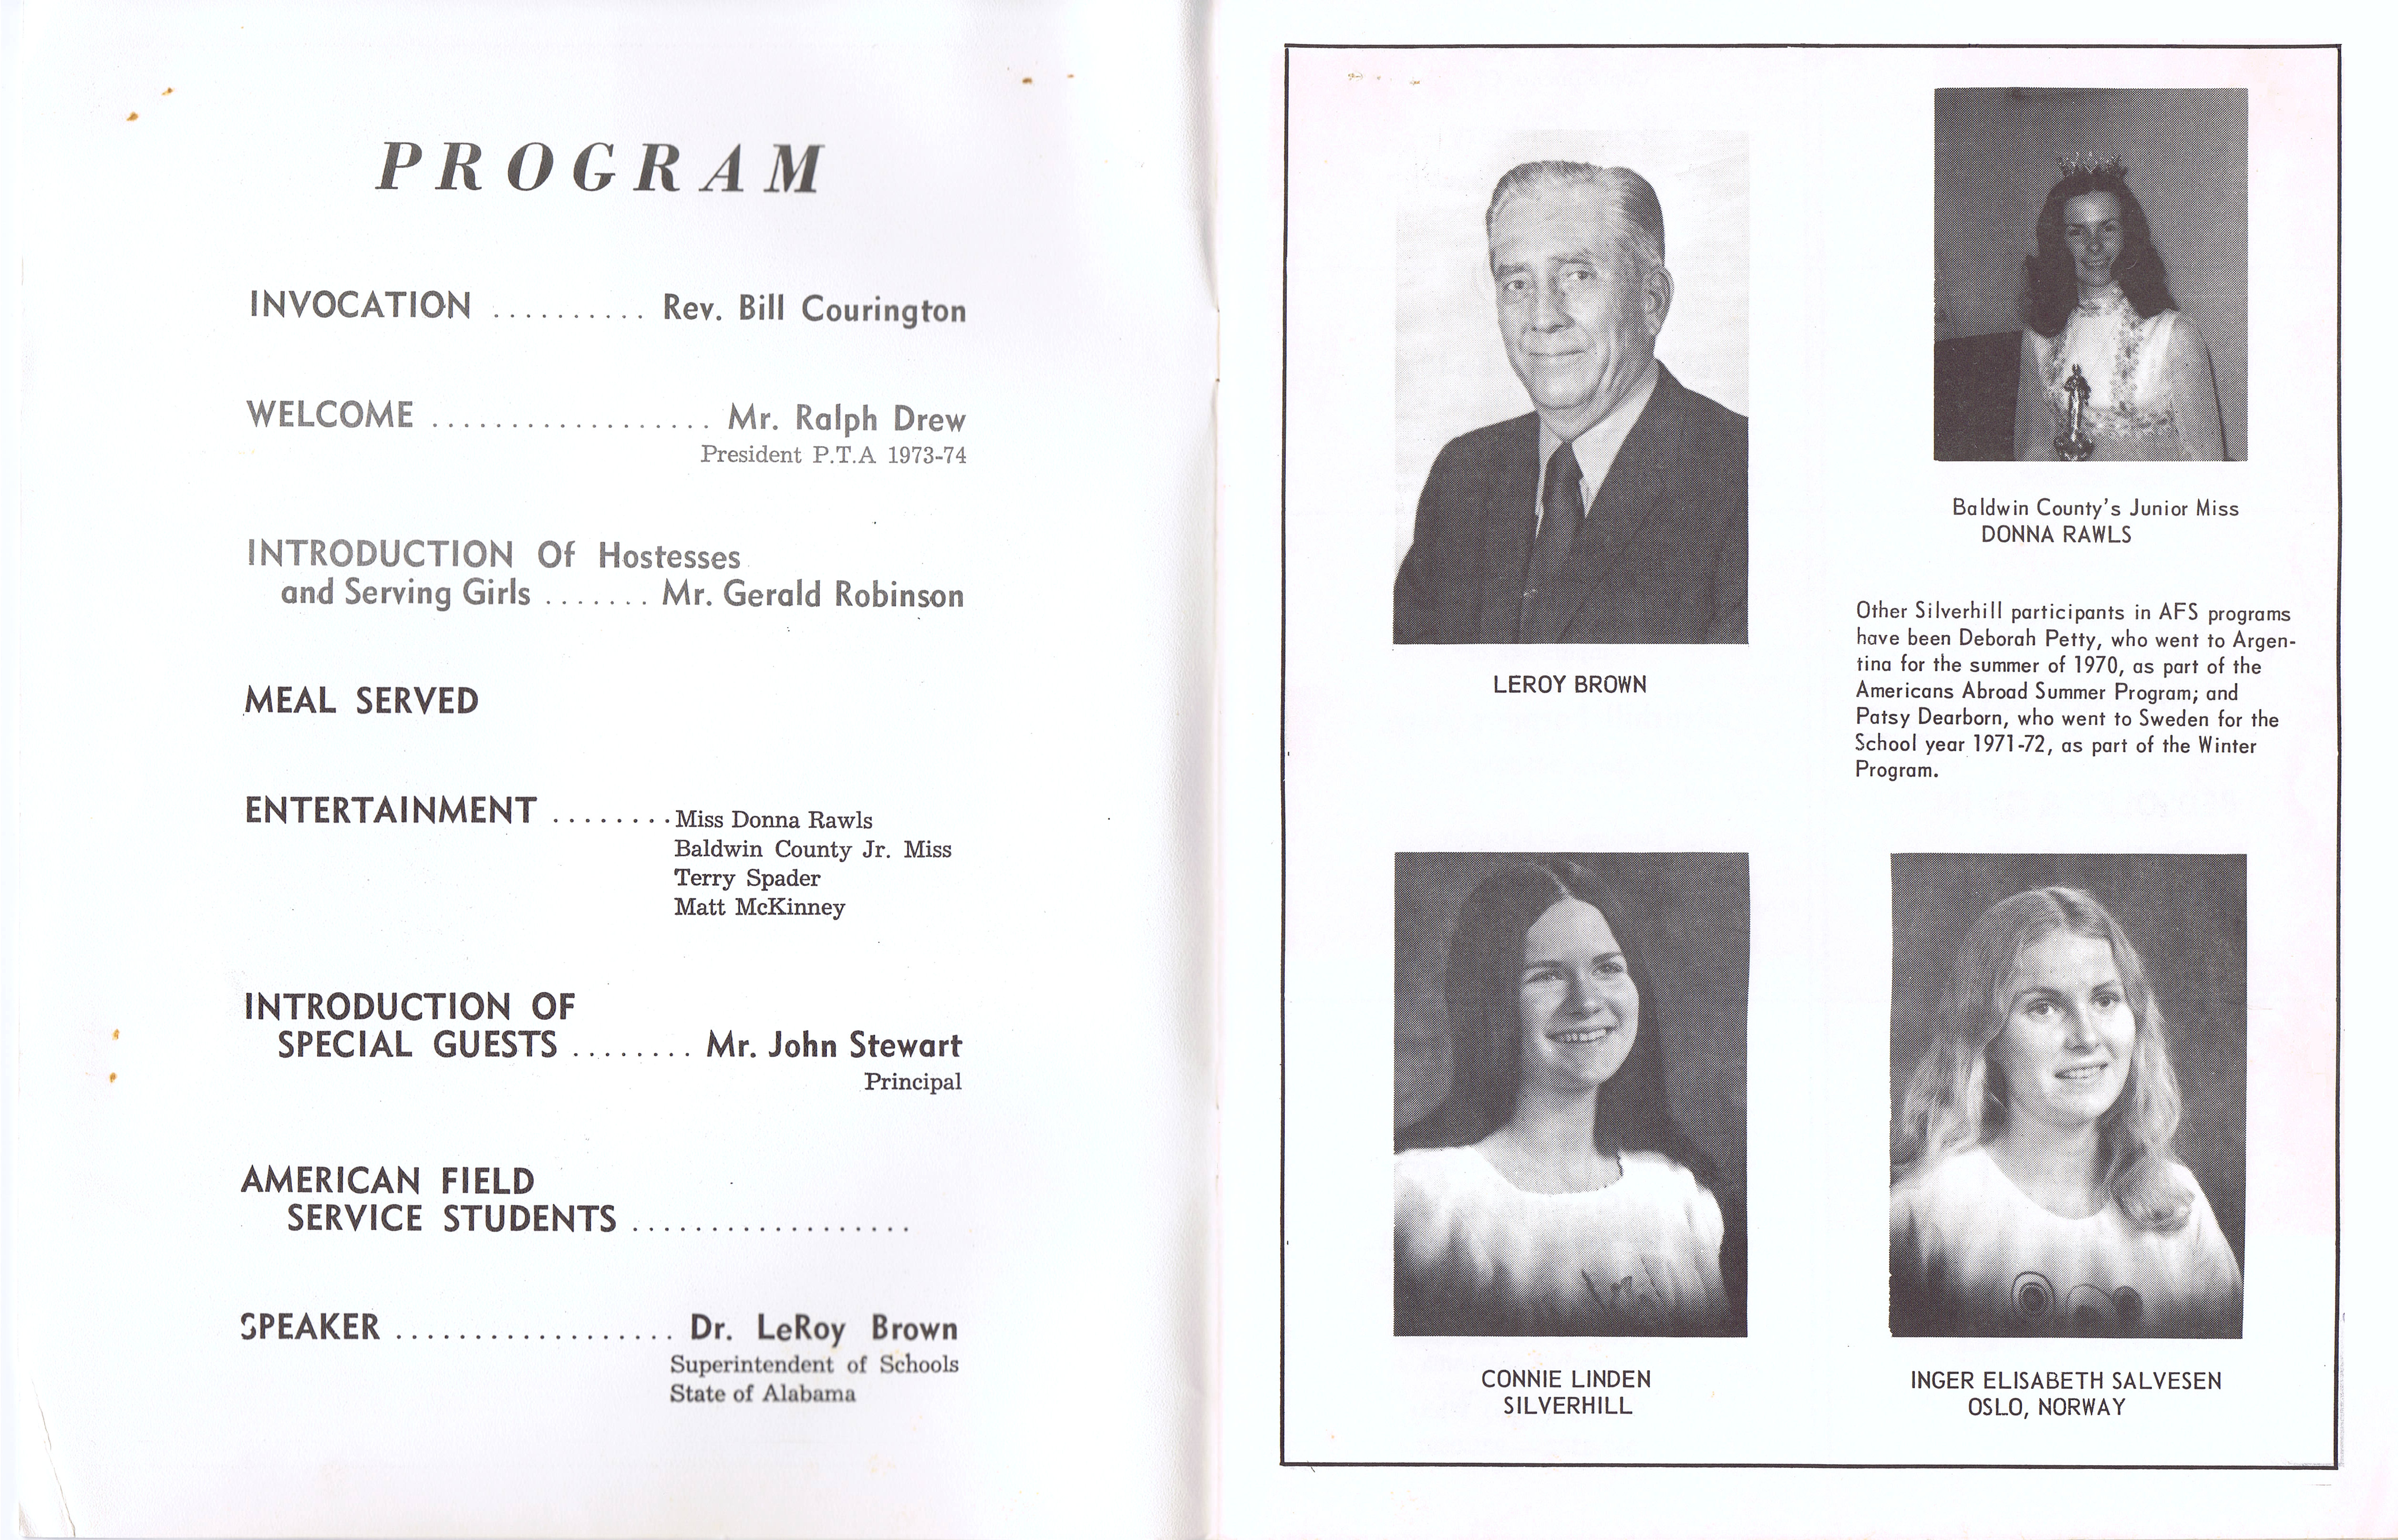 PROGRAM
INVOCATION .......... Rev. Bill Courington
WELCOME .................. Mr. Ralph Drew
President P.T.A 1973-74
INTRODUCTION Of Hostesses
and Serving Girls ....... Mr. Gerald Robinson
MEAL SERVED
ENTERTAINMENT ........ Miss Donna Rawls
Baldwin County Jr. Miss
Terry Spader
Matt McKinney
INTRODUCTION OF
SPECIAL GUESTS ........ Mr. John Stewart
Principal
AMERICAN FIELD
SERVICE STUDENTS ..................
SPEAKER .................. Dr. LeRoy Brown
Superintendent of Schools
State of Alabama
LEROY BROWN
Baldwin County's Junior Miss
DONNA RAWLS
Other Silverhill participants in AFS programs
have been Deborah Petty, who went to Argen-
tina for the summer of 1970, as part of the
Americans Abroad Summer Program; and
Patsy Dearborn, who went to Sweden for the
School year 1971-72, as part of the Winter
Program.
CONNIE LINDEN
SILVERHILL
INGER ELISABETH SALVESEN
OSLO, NORWAY